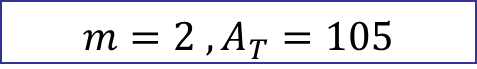 m = 2 , A_T = 105